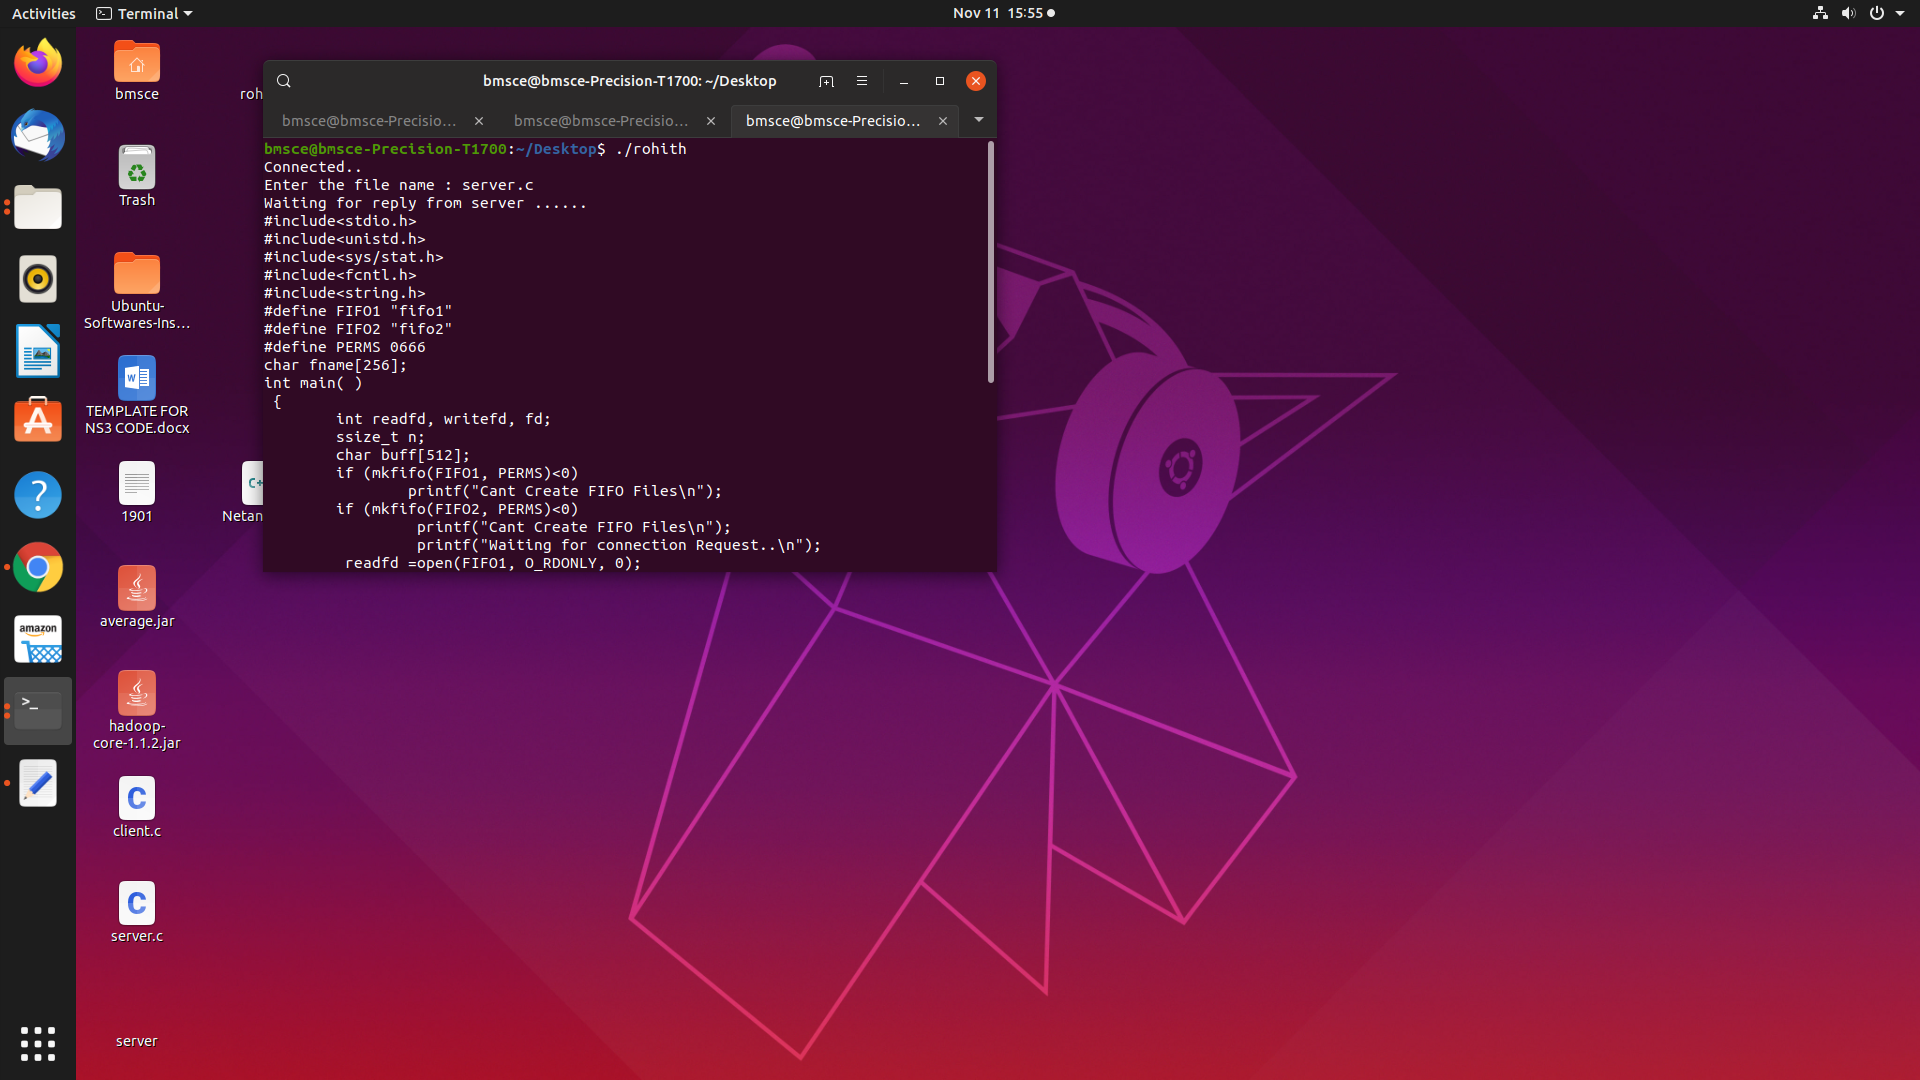 Activities
Terminal
Nov 11 15:55
bmsce
roh
Trash
Ubuntu-
Softwares-Ins...
W
TEMPLATE FOR
NS3 CODE.docx
1901
C+
Netan
average.jar
hadoop-
core-1.1.2.jar
C
client.c
C
server.c
server
A
?
amazon
>_
bmsce@bmsce-Precision-T1700: ~/Desktop
bmsce@bmsce-Precisio...
bmsce@bmsce-Precisio...
bmsce@bmsce-Precisio...
bmsce@bmsce-Precision-T1700:~/Desktop$ ./rohith
Connected..
Enter the file name : server.c
Waiting for reply from server ......
#include<stdio.h>
#include<unistd.h>
#include<sys/stat.h>
#include<fcntl.h>
#include<string.h>
#define FIFO1 "fifo1"
#define FIFO2 "fifo2"
#define PERMS 0666
char fname[256];
int main( )
{
int readfd, writefd, fd;
ssize_t n;
char buff[512];
if (mkfifo(FIFO1, PERMS)<0)
printf("Cant Create FIFO Files\n");
if (mkfifo(FIFO2, PERMS)<0)
printf("Cant Create FIFO Files\n");
printf("Waiting for connection Request..\n");
readfd =open(FIFO1, O_RDONLY, 0);